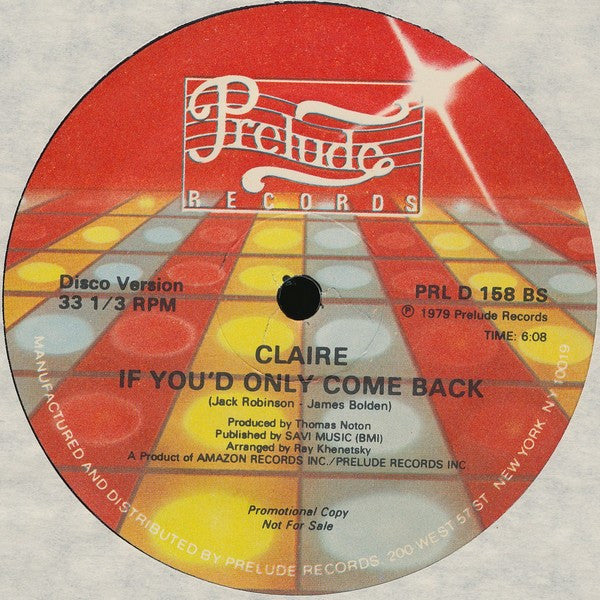 Prelude
RECORDS
Disco Version
33 1/3 RPM
PRL D 158 BS
℗ 1979 Prelude Records
TIME: 6:08
CLAIRE
IF YOU'D ONLY COME BACK
(Jack Robinson - James Bolden)
Produced by Thomas Noton
Published by SAVI MUSIC (BMI)
Arranged by Ray Khenetsky
A Product of AMAZON RECORDS INC./PRELUDE RECORDS INC
Promotional Copy
Not For Sale
MANUFACTURED AND DISTRIBUTED BY PRELUDE RECORDS, 200 WEST 57 ST. NEW YORK, N.Y. 10019